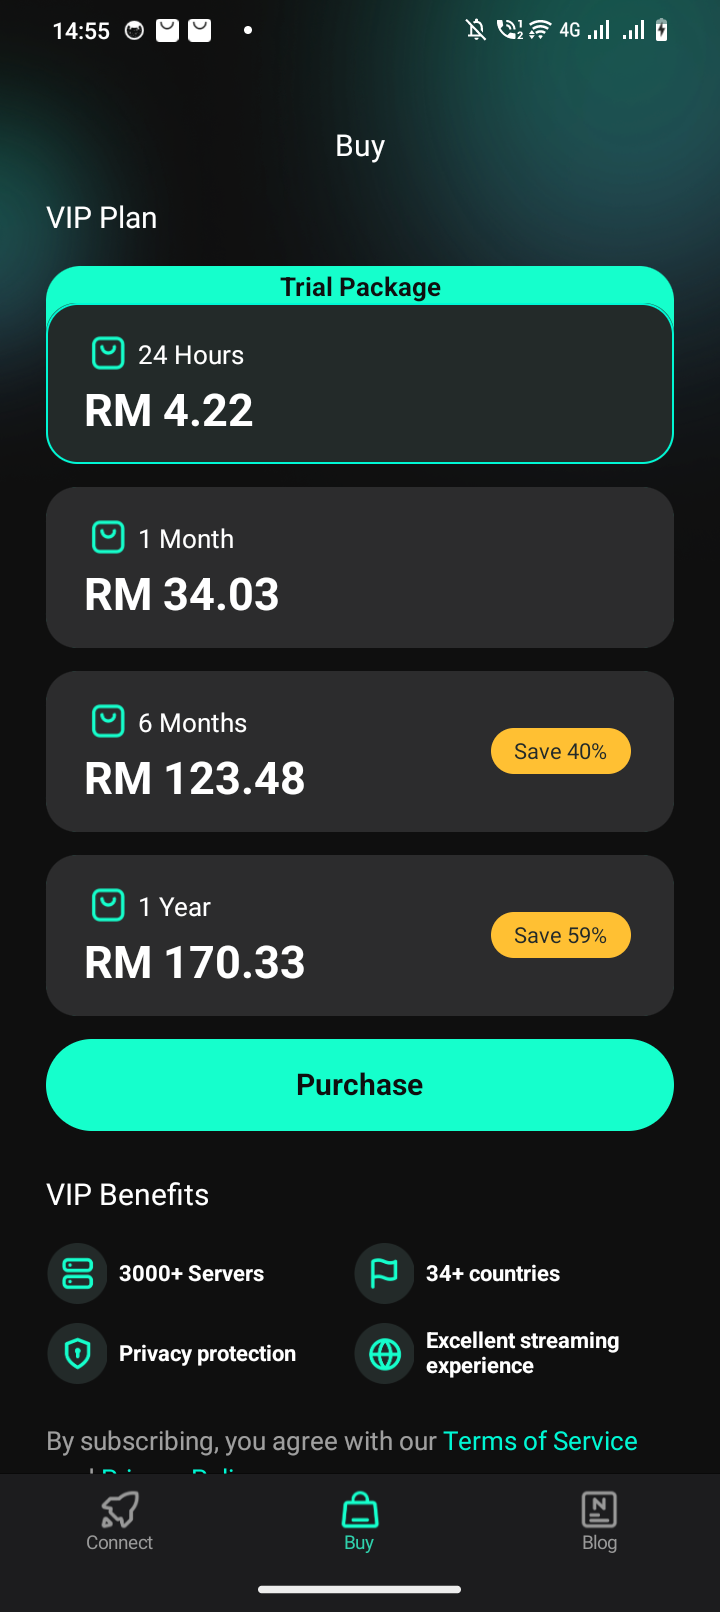 14:55
4G
Buy
VIP Plan
Trial Package
24 Hours
RM 4.22
1 Month
RM 34.03
6 Months
RM 123.48
Save 40%
1 Year
RM 170.33
Save 59%
Purchase
VIP Benefits
3000+ Servers
34+ countries
Privacy protection
Excellent streaming
experience
By subscribing, you agree with our Terms of Service
Connect
Buy
Blog